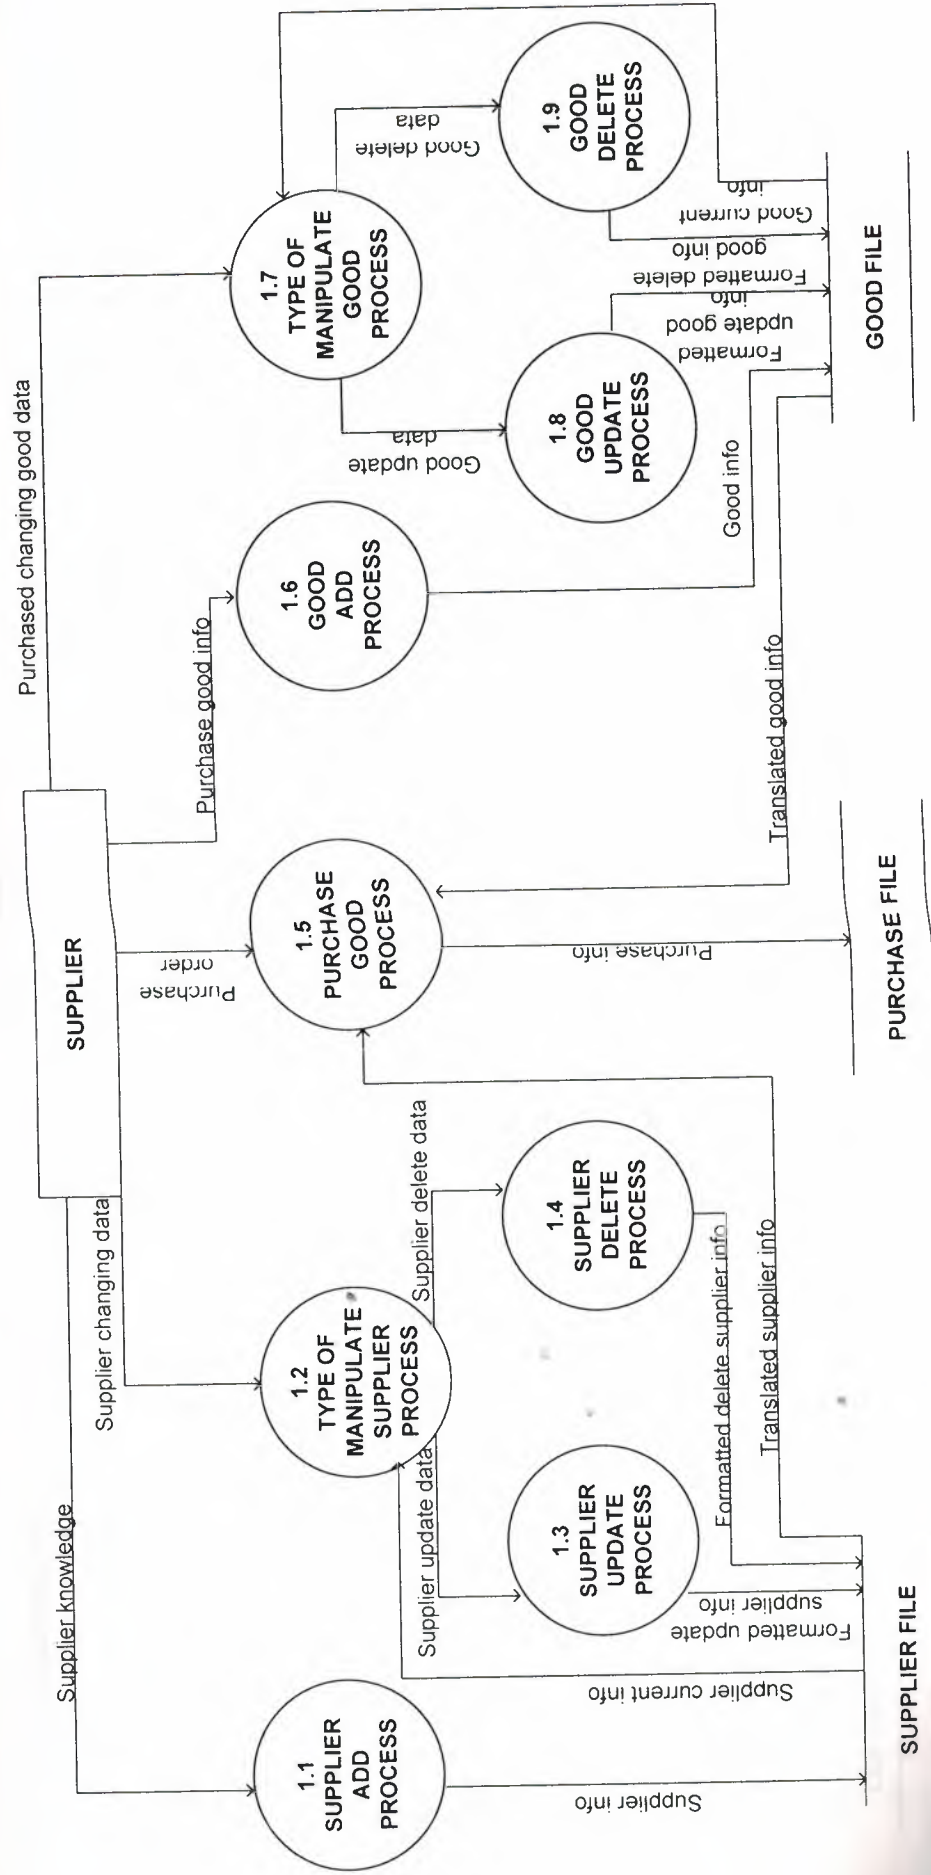 SUPPLIER
Supplier knowledge
Supplier changing data
Purchase
order
Purchase good info
Purchased changing good data
1.1
SUPPLIER
ADD
PROCESS
1.2
TYPE OF
MANIPULATE
SUPPLIER
PROCESS
1.5
PURCHASE
GOOD
PROCESS
1.6
GOOD
ADD
PROCESS
1.7
TYPE OF
MANIPULATE
GOOD
PROCESS
Supplier update data
Supplier delete data
Good update
data
Good delete
data
1.3
SUPPLIER
UPDATE
PROCESS
1.4
SUPPLIER
DELETE
PROCESS
1.8
GOOD
UPDATE
PROCESS
1.9
GOOD
DELETE
PROCESS
Supplier info
Supplier current info
Formatted update
supplier info
Formatted delete supplier info
Translated supplier info
Purchase info
Translated good info
Good info
Formatted
update good
info
Formatted delete
good info
Good current
info
SUPPLIER FILE
PURCHASE FILE
GOOD FILE